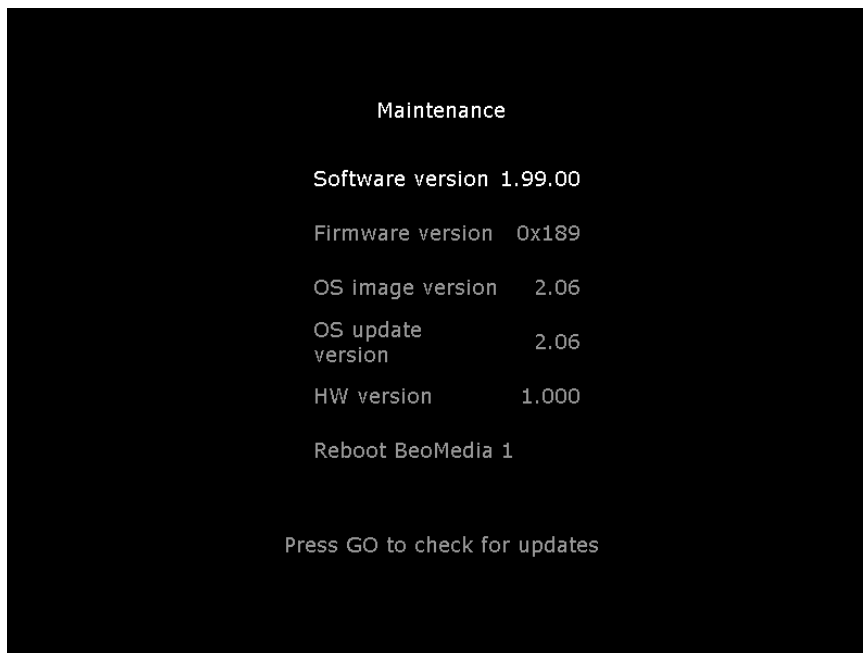 Maintenance
Software version 1.99.00
Firmware version 0x189
OS image version 2.06
OS update
version 2.06
HW version 1.000
Reboot BeoMedia 1
Press GO to check for updates